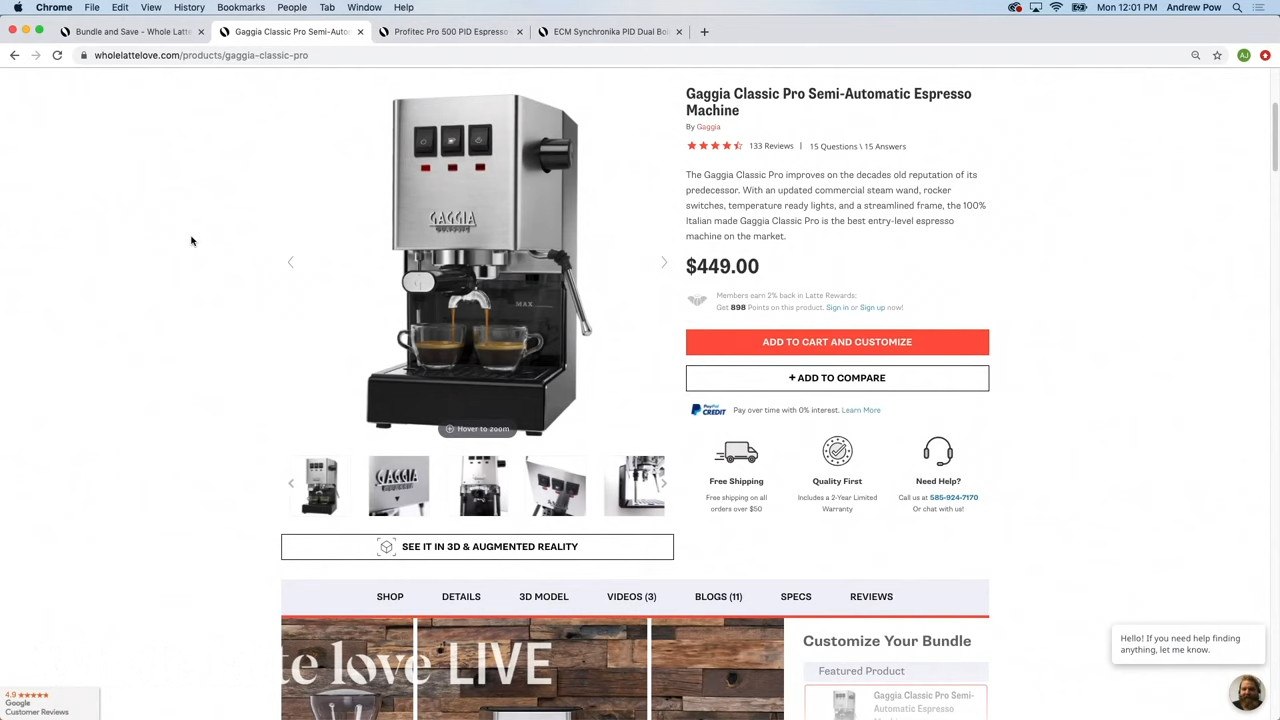 Chrome File Edit View History Bookmarks People Tab Window Help Mon 12:01 PM Andrew Pow
Bundle and Save - Whole Latt Gaggia Classic Pro Semi-Autor Profitec Pro 500 PID Espresso ECM Synchronika PID Dual Boi
wholelattelove.com/products/gaggia-classic-pro AJ
Gaggia Classic Pro Semi-Automatic Espresso
Machine
By Gaggia
133 Reviews | 15 Questions \ 15 Answers
The Gaggia Classic Pro improves on the decades old reputation of its
predecessor. With an updated commercial steam wand, rocker
switches, temperature ready lights, and a streamlined frame, the 100%
Italian made Gaggia Classic Pro is the best entry-level espresso
machine on the market.
$449.00
Members earn 2% back in Latte Rewards:
Get 898 Points on this product. Sign in or Sign up now!
ADD TO CART AND CUSTOMIZE
+ ADD TO COMPARE
PayPal CREDIT Pay over time with 0% interest. Learn More
Free Shipping Quality First Need Help?
Free shipping on all Includes a 2-Year Limited Call us at 585-924-7170
orders over $50 Warranty Or chat with us!
GAGGIA
CLASSIC
MAX
Hover to zoom
GAGGIA
SEE IT IN 3D & AUGMENTED REALITY
SHOP DETAILS 3D MODEL VIDEOS (3) BLOGS (11) SPECS REVIEWS
te love LIVE
Customize Your Bundle
Featured Product
Gaggia Classic Pro Semi-
Automatic Espresso
Hello! If you need help finding
anything, let me know.
4.9
Google
Customer Reviews